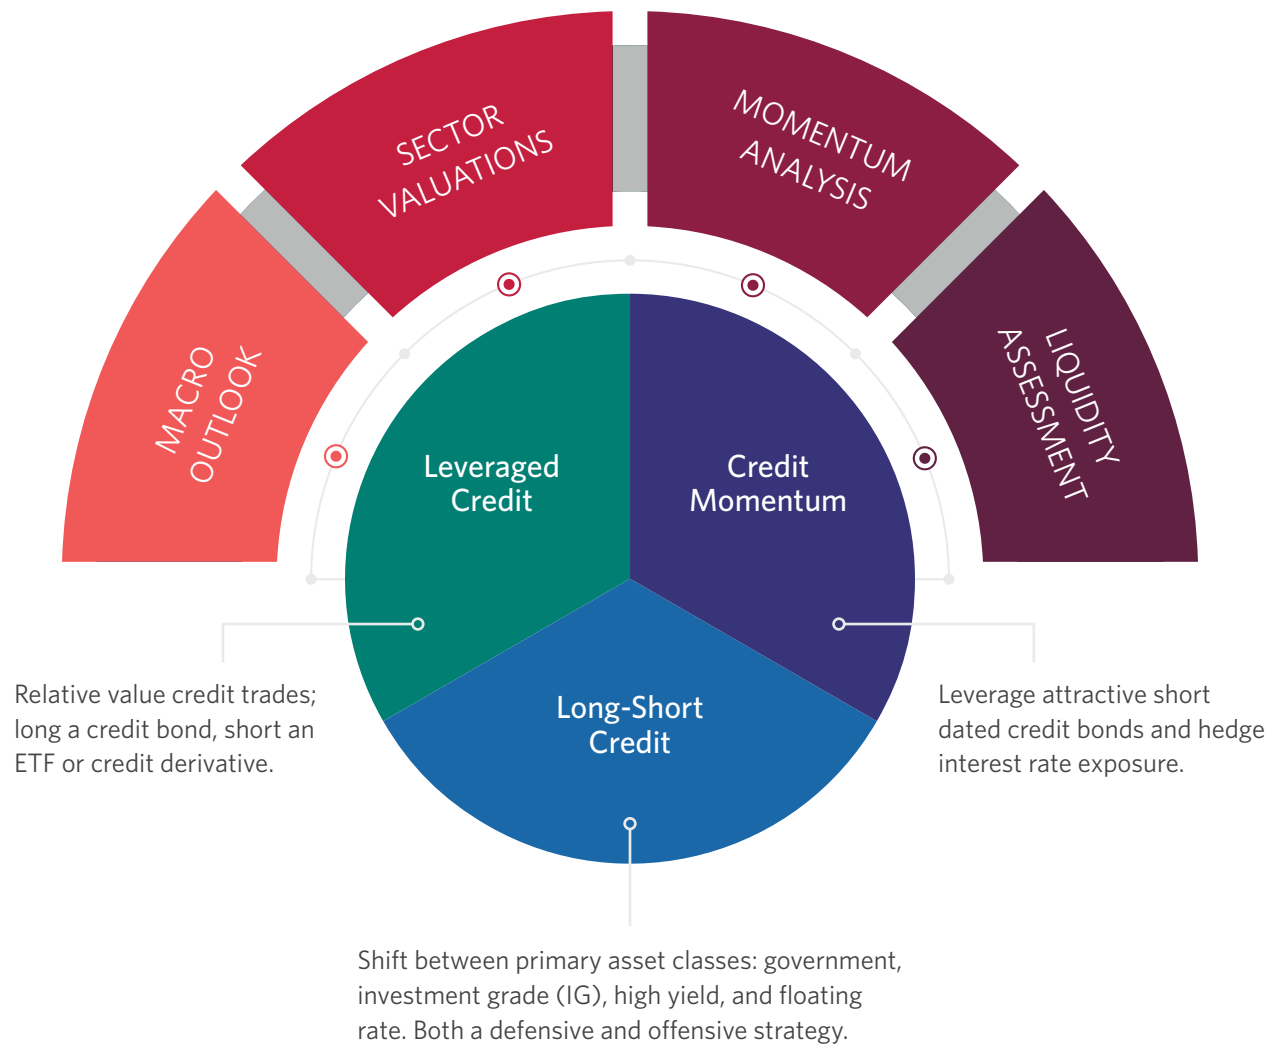 SECTOR
VALUATIONS
MOMENTUM
ANALYSIS
MACRO
OUTLOOK
LIQUIDITY
ASSESSMENT
Leveraged
Credit
Credit
Momentum
Long-Short
Credit
Relative value credit trades;
long a credit bond, short an
ETF or credit derivative.
Leverage attractive short
dated credit bonds and hedge
interest rate exposure.
Shift between primary asset classes: government,
investment grade (IG), high yield, and floating
rate. Both a defensive and offensive strategy.